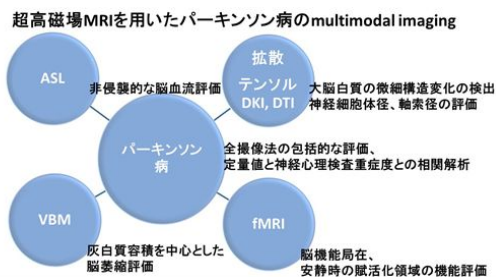 超高磁場MRIを用いたパーキンソン病のmultimodal imaging
ASL
非侵襲的な脳血流評価
拡散
テンソル
DKI, DTI
大脳白質の微細構造変化の検出
神経細胞体径、軸索径の評価
パーキンソン
病
全撮像法の包括的な評価、
定量値と神経心理検査重症度との相関解析
VBM
灰白質容積を中心とした
脳萎縮評価
fMRI
脳機能局在、
安静時の賦活化領域の機能評価